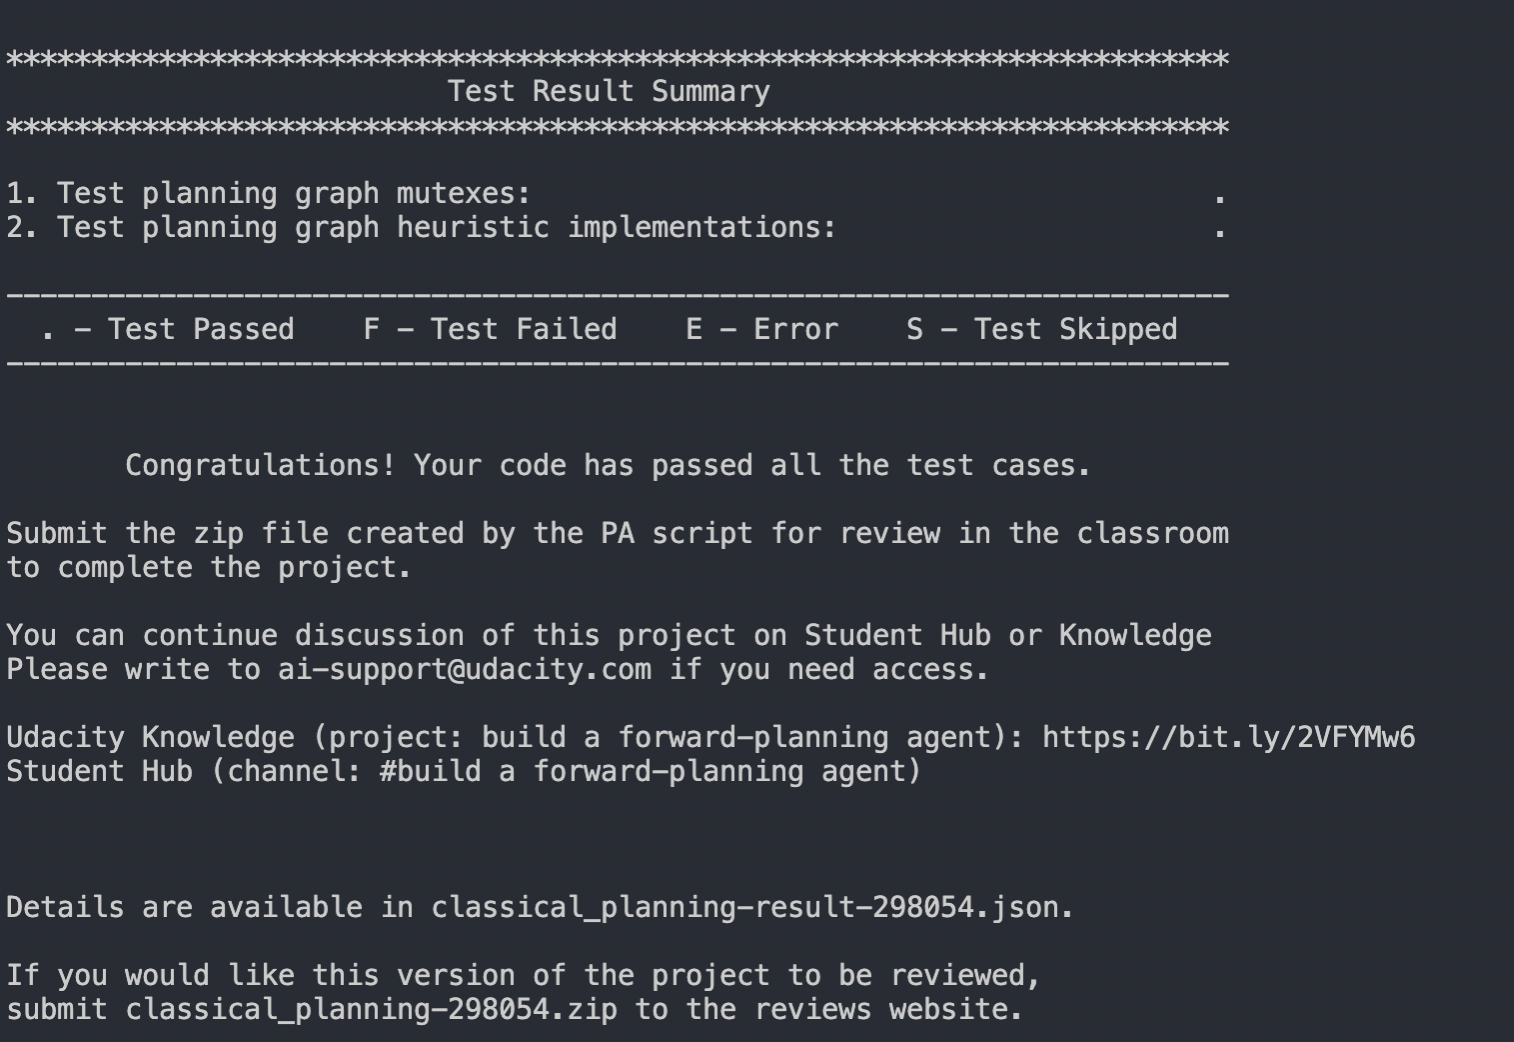 ************************************************************************
Test Result Summary
************************************************************************
1. Test planning graph mutexes:                                        .
2. Test planning graph heuristic implementations:                      .
------------------------------------------------------------------------
. - Test Passed    F - Test Failed    E - Error    S - Test Skipped
------------------------------------------------------------------------
Congratulations! Your code has passed all the test cases.
Submit the zip file created by the PA script for review in the classroom
to complete the project.
You can continue discussion of this project on Student Hub or Knowledge
Please write to ai-support@udacity.com if you need access.
Udacity Knowledge (project: build a forward-planning agent): https://bit.ly/2VFYMw6
Student Hub (channel: #build a forward-planning agent)
Details are available in classical_planning-result-298054.json.
If you would like this version of the project to be reviewed,
submit classical_planning-298054.zip to the reviews website.